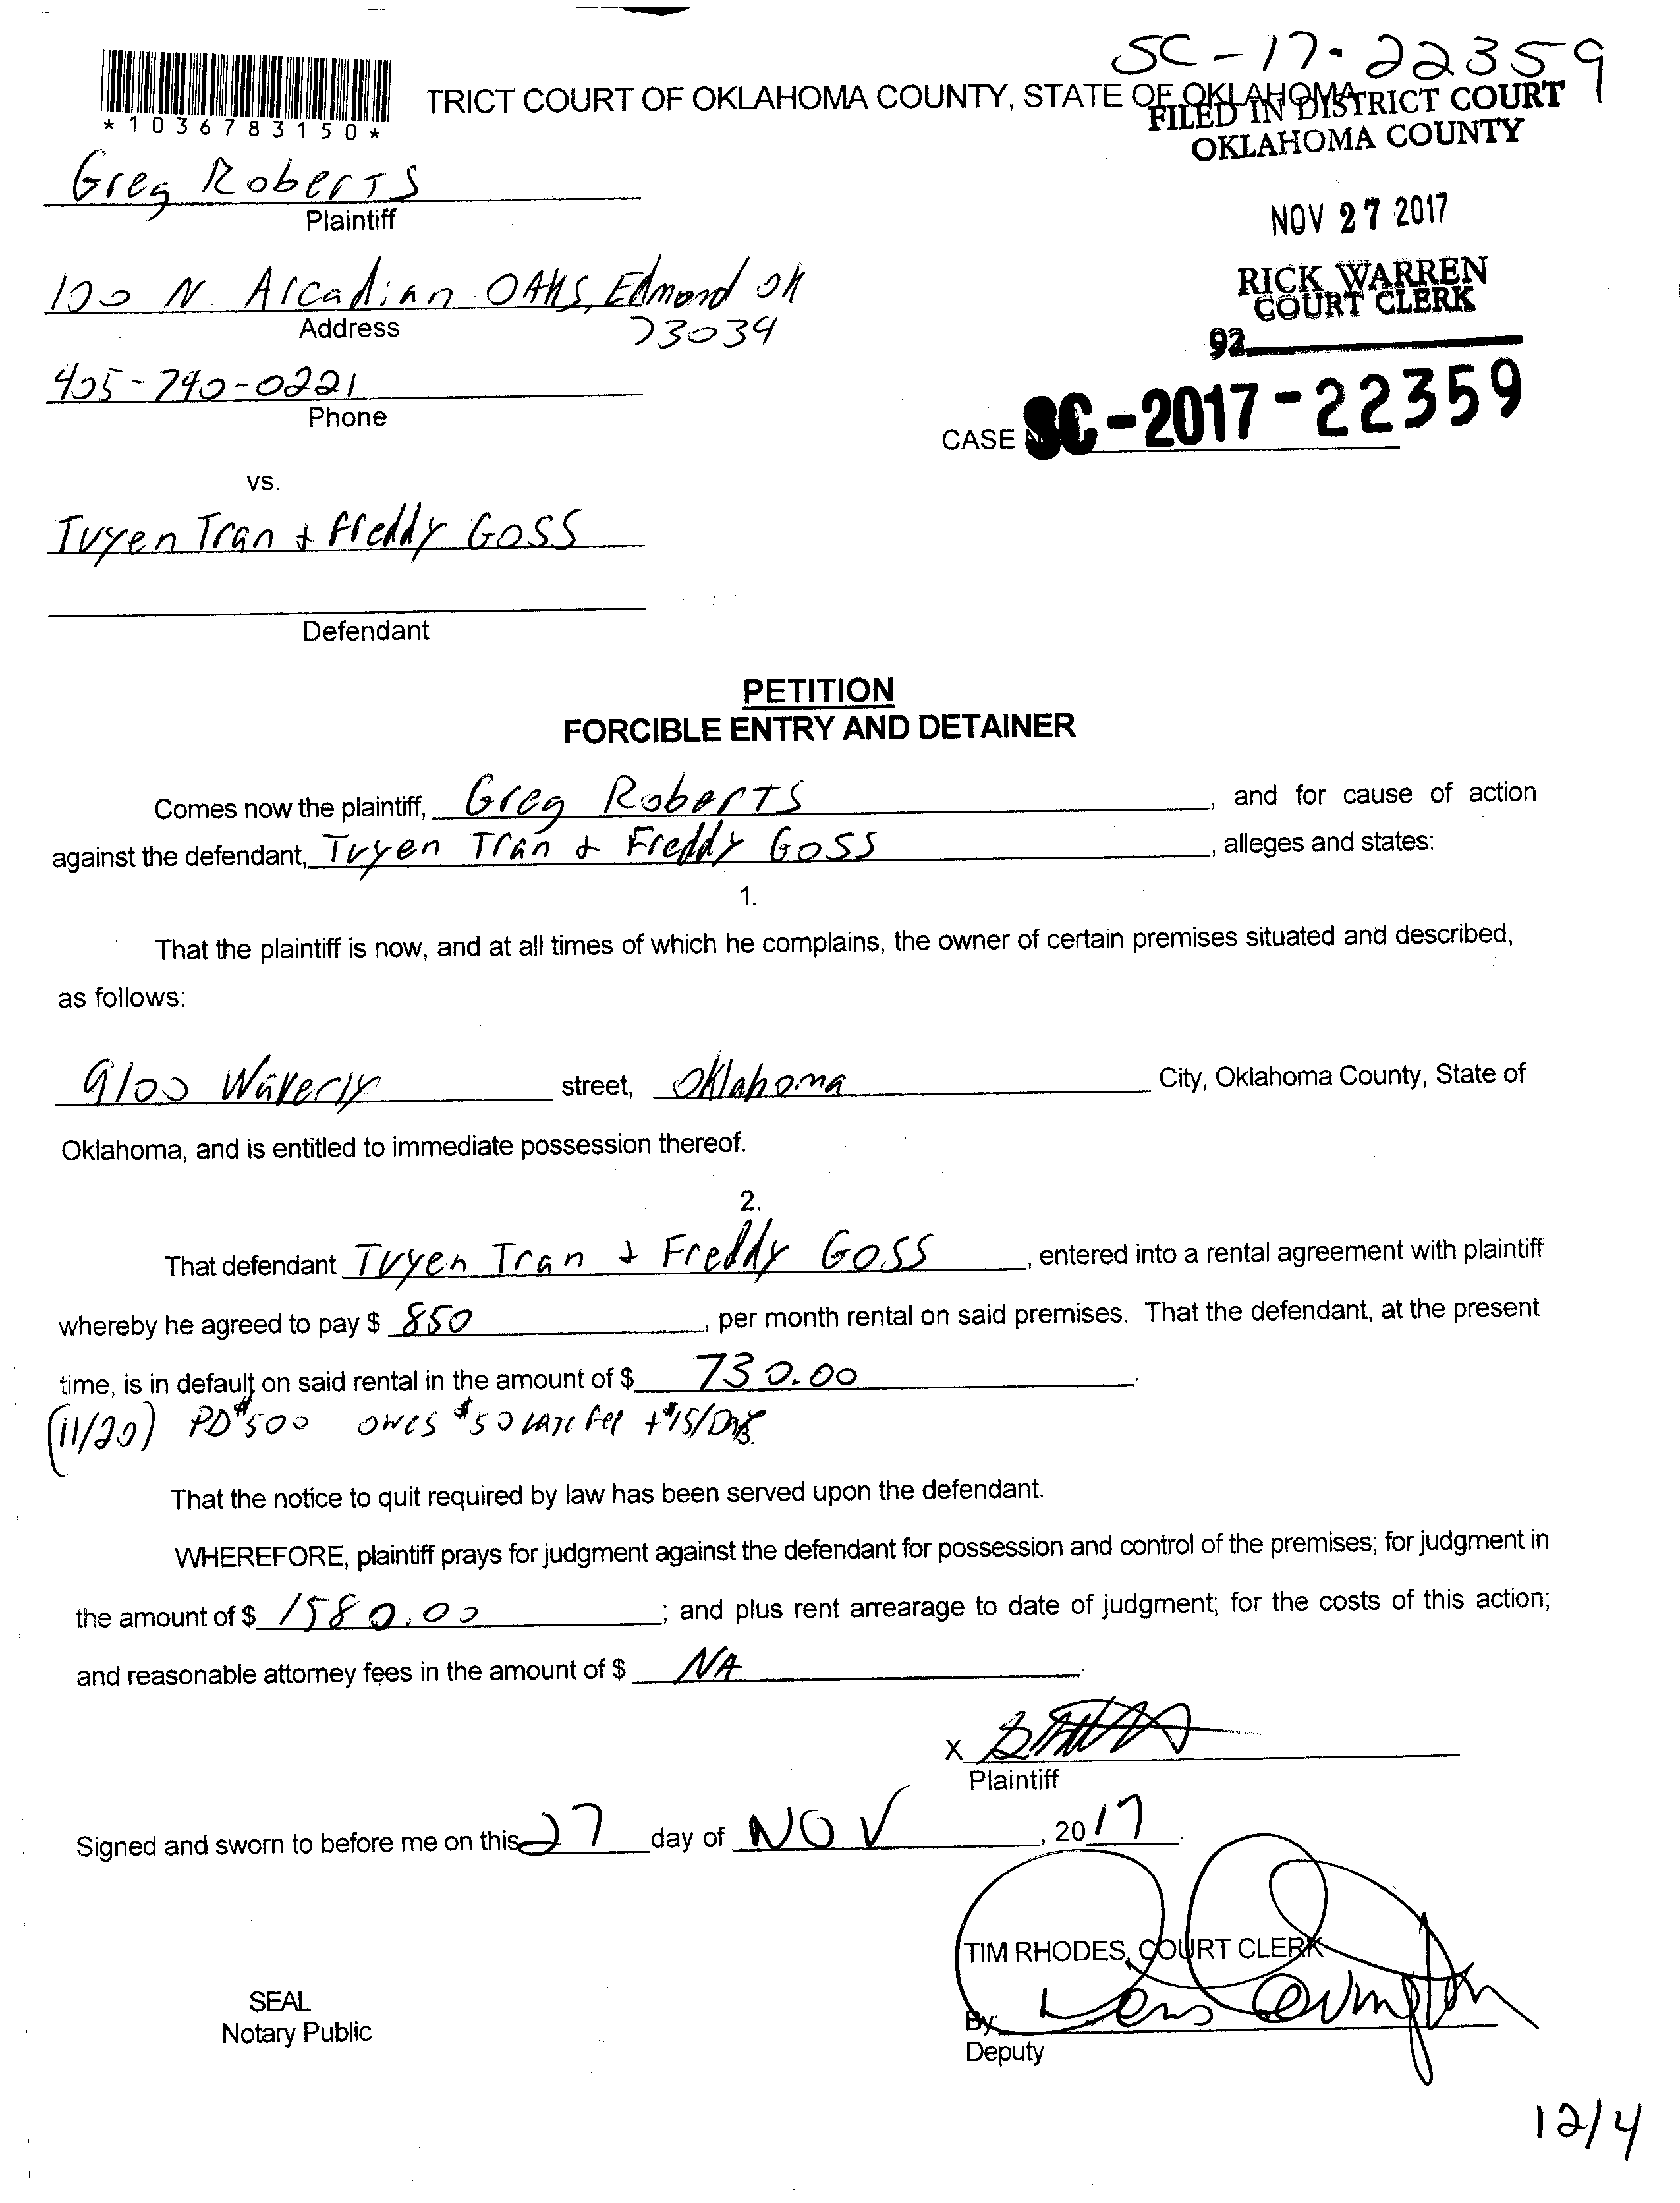 SC-17-22359
TRICT COURT OF OKLAHOMA COUNTY, STATE OF OKLAHOMA
FILED IN DISTRICT COURT
OKLAHOMA COUNTY
*1036783150*
Greg Roberts
Plaintiff
NOV 27 2017
100 N. Arcadian OAKS, Edmond OK
73034
Address
RICK WARREN
COURT CLERK
92
405-740-0221
Phone
CASE SC-2017-22359
vs.
Tuyen Tran & Freddy Goss
Defendant
PETITION
FORCIBLE ENTRY AND DETAINER
Comes now the plaintiff, Greg Roberts, and for cause of action
against the defendant, Tuyen Tran & Freddy Goss, alleges and states:
1.
That the plaintiff is now, and at all times of which he complains, the owner of certain premises situated and described,
as follows:
9100 Waverly street, Oklahoma City, Oklahoma County, State of
Oklahoma, and is entitled to immediate possession thereof.
2.
That defendant Tuyen Tran & Freddy Goss, entered into a rental agreement with plaintiff
whereby he agreed to pay $ 850, per month rental on said premises. That the defendant, at the present
time, is in default on said rental in the amount of $ 730.00.
(11/20) PD $500 owes $50 late fee + $15/Day.
That the notice to quit required by law has been served upon the defendant.
WHEREFORE, plaintiff prays for judgment against the defendant for possession and control of the premises; for judgment in
the amount of $ 1580.00; and plus rent arrearage to date of judgment; for the costs of this action;
and reasonable attorney fees in the amount of $ NA.
X
Plaintiff
Signed and sworn to before me on this 27 day of NOV, 2017.
TIM RHODES, COURT CLERK
SEAL
Notary Public
By:
Deputy
12/4